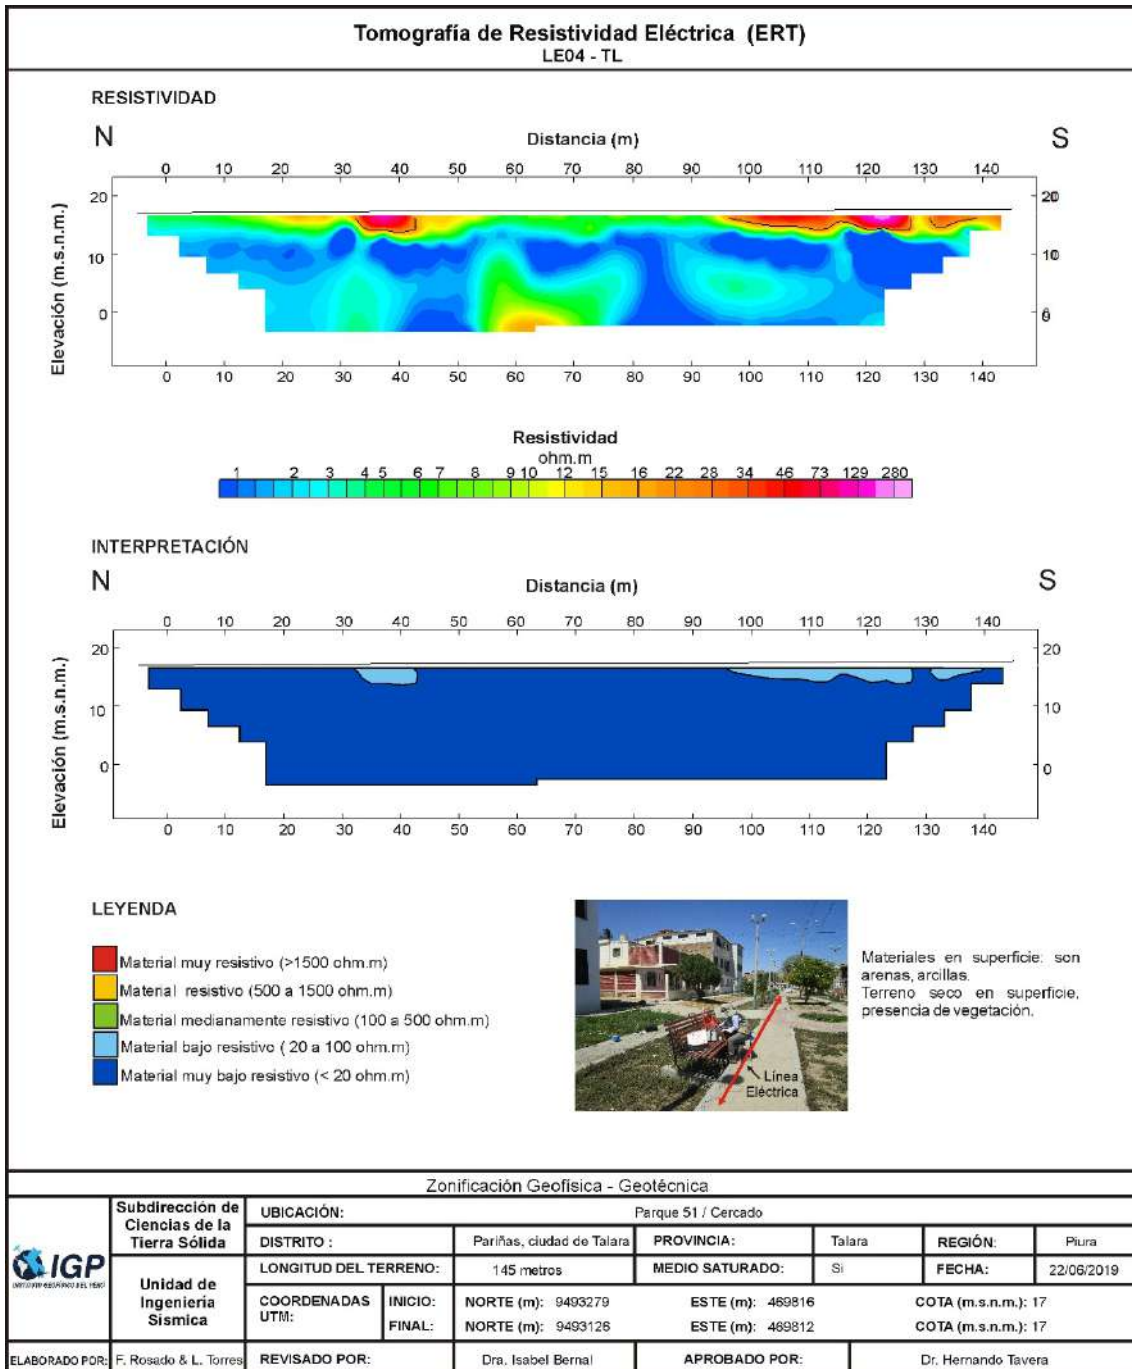 Tomografía de Resistividad Eléctrica (ERT)
LE04 - TL
RESISTIVIDAD
N
Distancia (m)
S
0 10 20 30 40 50 60 70 80 90 100 110 120 130 140
Elevación (m.s.n.m.)
20
10
0
20
10
0 10 20 30 40 50 60 70 80 90 100 110 120 130 140
Resistividad
ohm.m
1 2 3 4 5 6 7 8 9 10 12 15 16 22 28 34 46 73 129 280
INTERPRETACIÓN
N
Distancia (m)
S
0 10 20 30 40 50 60 70 80 90 100 110 120 130 140
Elevación (m.s.n.m.)
20
10
0
20
10
0
0 10 20 30 40 50 60 70 80 90 100 110 120 130 140
LEYENDA
Material muy resistivo (>1500 ohm.m)
Material resistivo (500 a 1500 ohm.m)
Material medianamente resistivo (100 a 500 ohm.m)
Material bajo resistivo ( 20 a 100 ohm.m)
Material muy bajo resistivo (< 20 ohm.m)
Línea
Eléctrica
Materiales en superficie: son
arenas, arcillas.
Terreno seco en superficie,
presencia de vegetación.
Zonificación Geofísica - Geotécnica
IGP
Subdirección de
Ciencias de la
Tierra Sólida
Unidad de
Ingeniería
Sísmica
UBICACIÓN: Parque 51 / Cercado
DISTRITO : Pariñas, ciudad de Talara PROVINCIA: Talara REGIÓN: Piura
LONGITUD DEL TERRENO: 145 metros MEDIO SATURADO: Si FECHA: 22/06/2019
COORDENADAS UTM: INICIO: NORTE (m): 9493279 ESTE (m): 469816 COTA (m.s.n.m.): 17
FINAL: NORTE (m): 9493126 ESTE (m): 469812 COTA (m.s.n.m.): 17
ELABORADO POR: F. Rosado & L. Torres REVISADO POR: Dra. Isabel Bernal APROBADO POR: Dr. Hernando Tavera